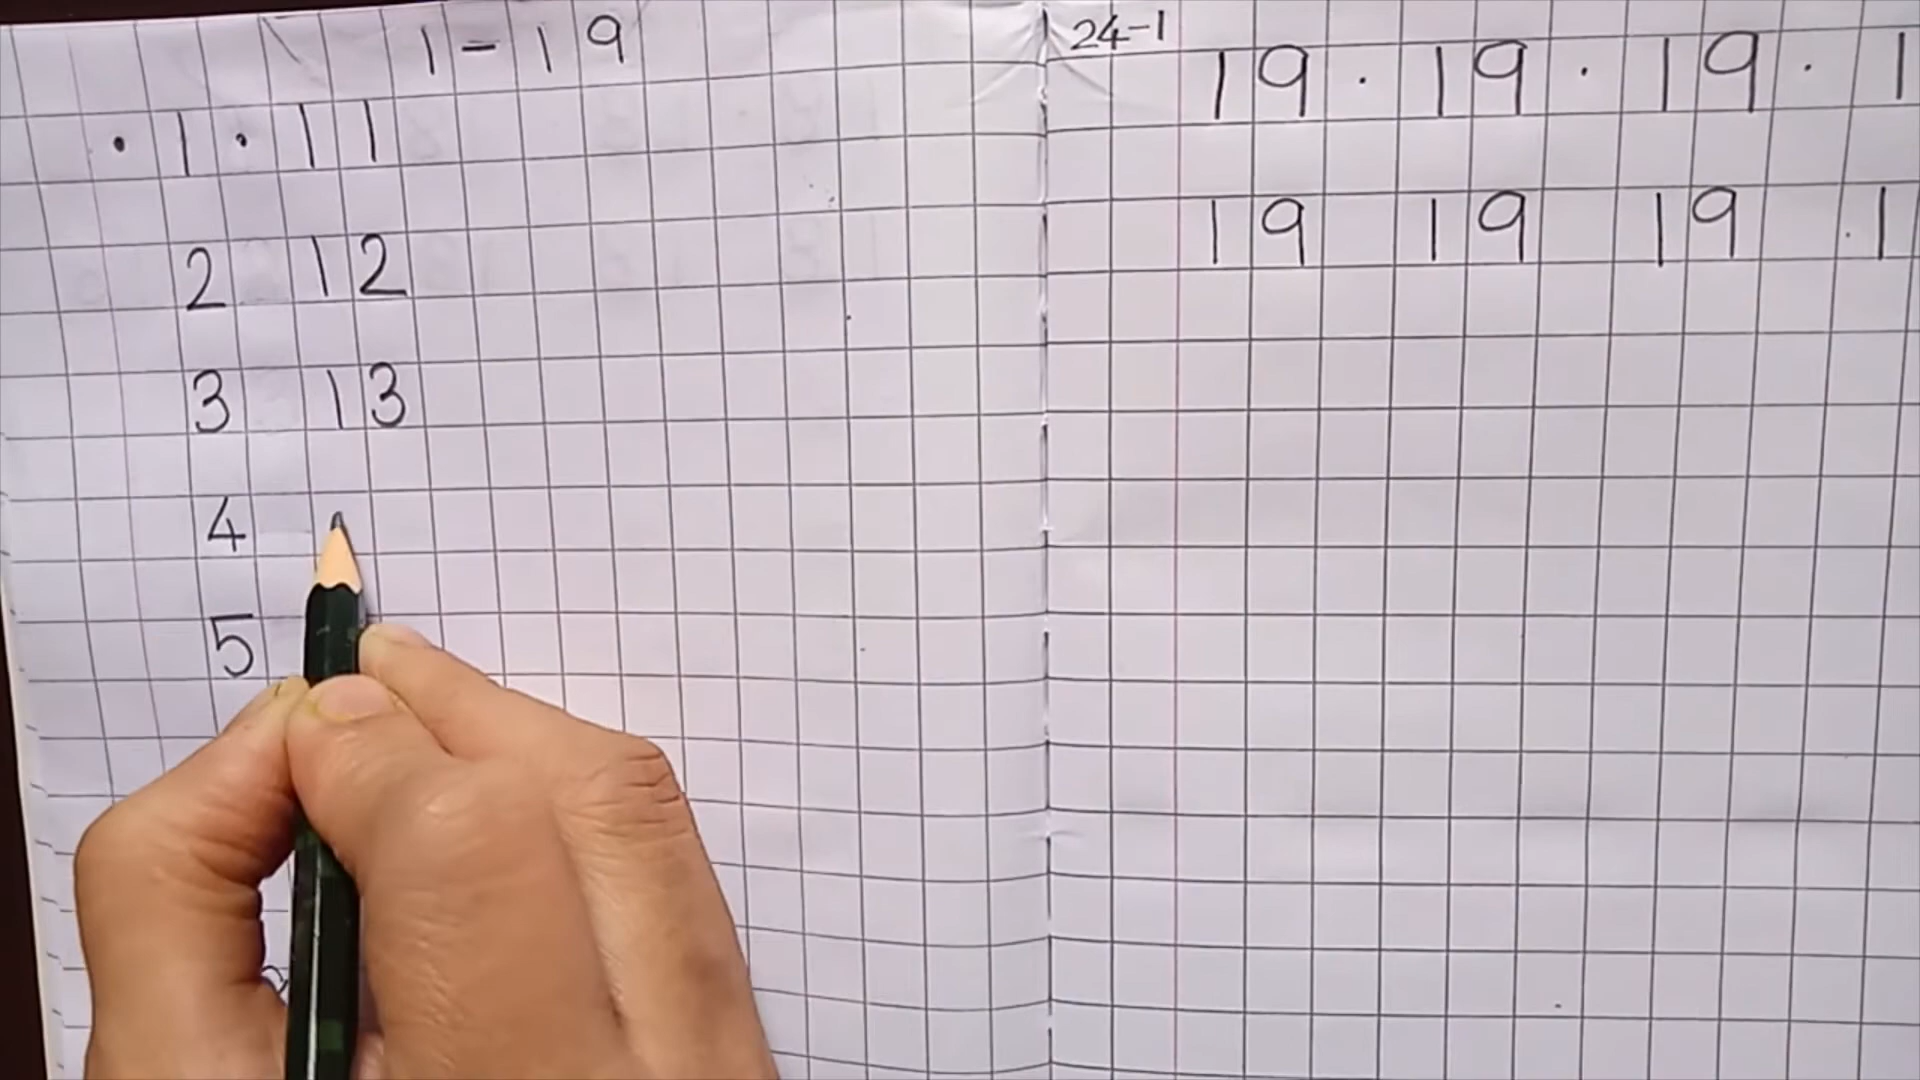 1-19
. 1 . 11
2 12
3 13
4
5
24-1
19 . 19 . 19 . 1
19 19 19 . 1